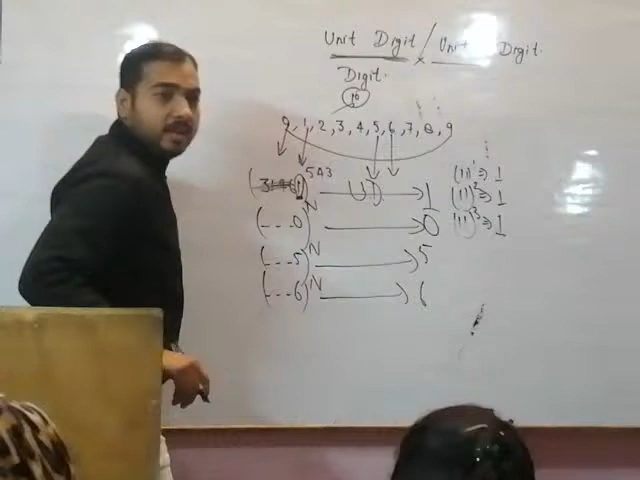 Unit Digit / Unit Digit.
Digit.
10
0, 1, 2, 3, 4, 5, 6, 7, 8, 9
1)⁵⁴³ UD → 1
(---0)ᴺ → 0
(---5)ᴺ → 5
(---6)ᴺ → 6
(11)¹ ⇒ 1
(11)² ⇒ 1
(11)³ ⇒ 1